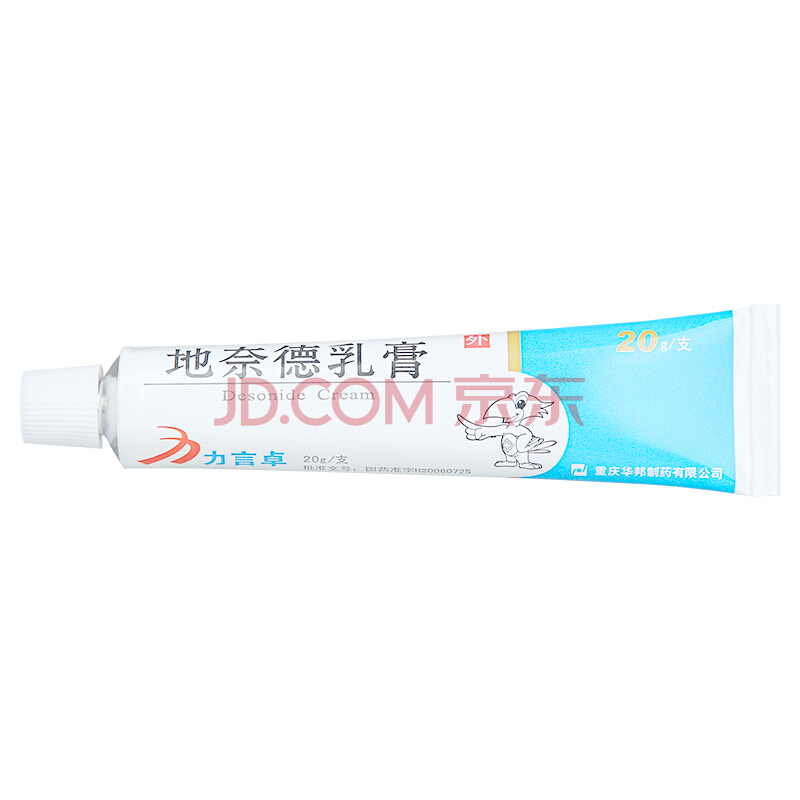 地奈德乳膏
Desonide Cream
外
20g/支
JD.COM 京东
力言卓
20g/支
批准文号：国药准字H20060725
重庆华邦制药有限公司